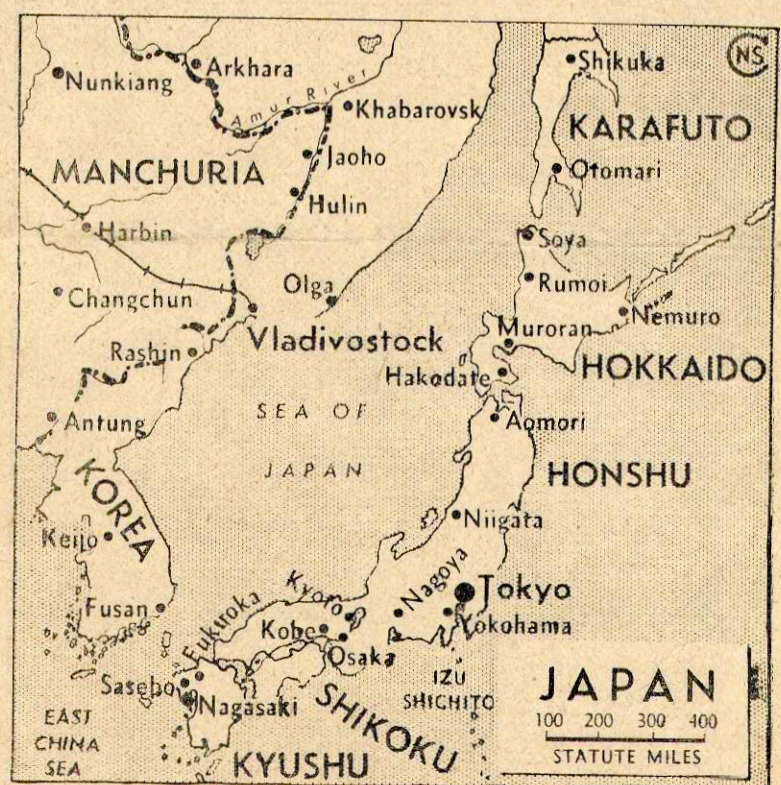 NS
Nunkiang
Arkhara
Amur River
Khabarovsk
Shikuka
KARAFUTO
MANCHURIA
Jaoho
Otomari
Hulin
Harbin
Soya
Changchun
Olga
Rumoi
Nemuro
Rashin
Vladivostock
Muroran
Hakodate
HOKKAIDO
Antung
SEA OF
JAPAN
Aomori
KOREA
HONSHU
Keijo
Niigata
Fusan
Fukuoka
Kyoto
Nagoya
Tokyo
Kobe
Yokohama
Osaka
Sasebo
Nagasaki
SHIKOKU
IZU
SHICHITO
EAST
CHINA
SEA
KYUSHU
JAPAN
100 200 300 400
STATUTE MILES